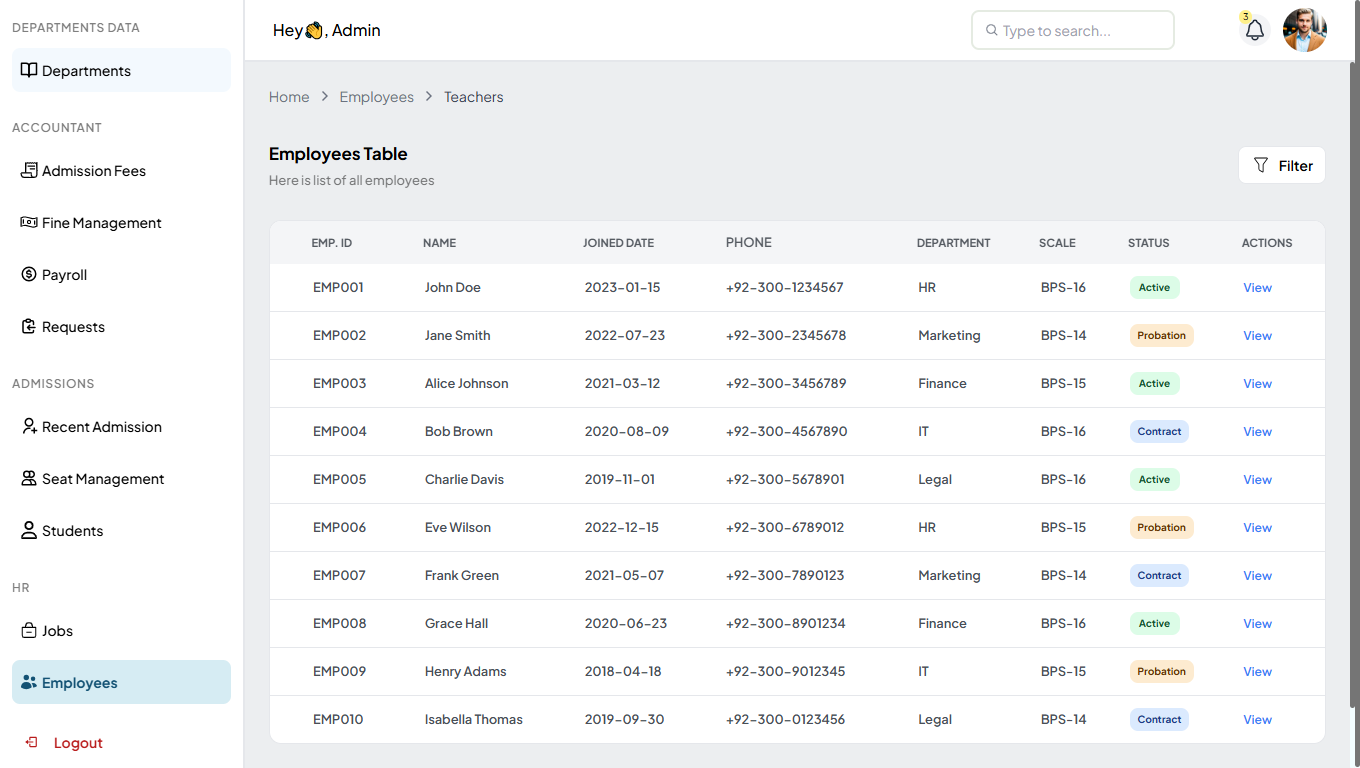 DEPARTMENTS DATA
Departments
ACCOUNTANT
Admission Fees
Fine Management
Payroll
Requests
ADMISSIONS
Recent Admission
Seat Management
Students
HR
Jobs
Employees
Logout
Hey👋, Admin
Type to search...
3
Home > Employees > Teachers
Employees Table
Here is list of all employees
Filter
EMP. ID NAME JOINED DATE PHONE DEPARTMENT SCALE STATUS ACTIONS
EMP001 John Doe 2023-01-15 +92-300-1234567 HR BPS-16 Active View
EMP002 Jane Smith 2022-07-23 +92-300-2345678 Marketing BPS-14 Probation View
EMP003 Alice Johnson 2021-03-12 +92-300-3456789 Finance BPS-15 Active View
EMP004 Bob Brown 2020-08-09 +92-300-4567890 IT BPS-16 Contract View
EMP005 Charlie Davis 2019-11-01 +92-300-5678901 Legal BPS-16 Active View
EMP006 Eve Wilson 2022-12-15 +92-300-6789012 HR BPS-15 Probation View
EMP007 Frank Green 2021-05-07 +92-300-7890123 Marketing BPS-14 Contract View
EMP008 Grace Hall 2020-06-23 +92-300-8901234 Finance BPS-16 Active View
EMP009 Henry Adams 2018-04-18 +92-300-9012345 IT BPS-15 Probation View
EMP010 Isabella Thomas 2019-09-30 +92-300-0123456 Legal BPS-14 Contract View